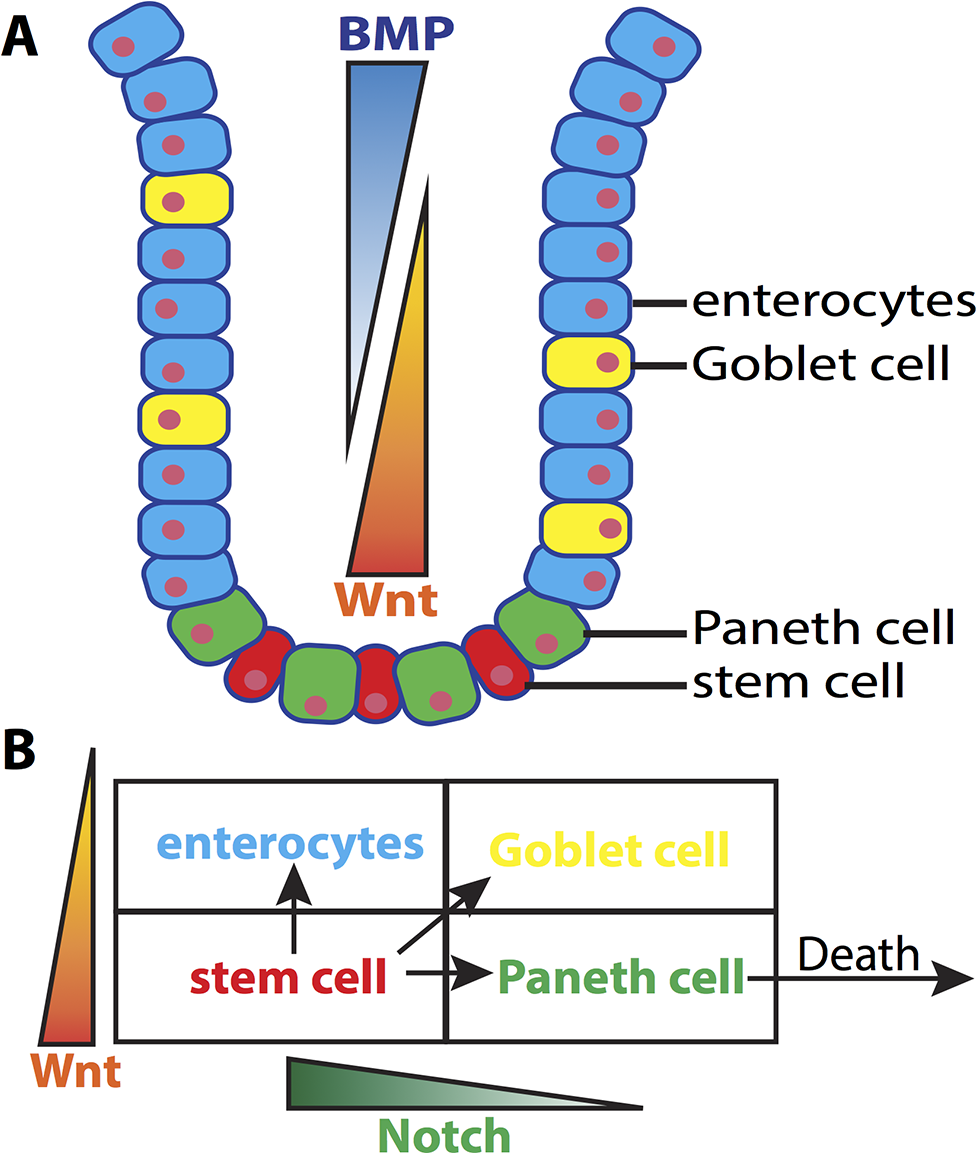 A
BMP
enterocytes
Goblet cell
Wnt
Paneth cell
stem cell
B
enterocytes
Goblet cell
stem cell
Paneth cell
Death
Wnt
Notch